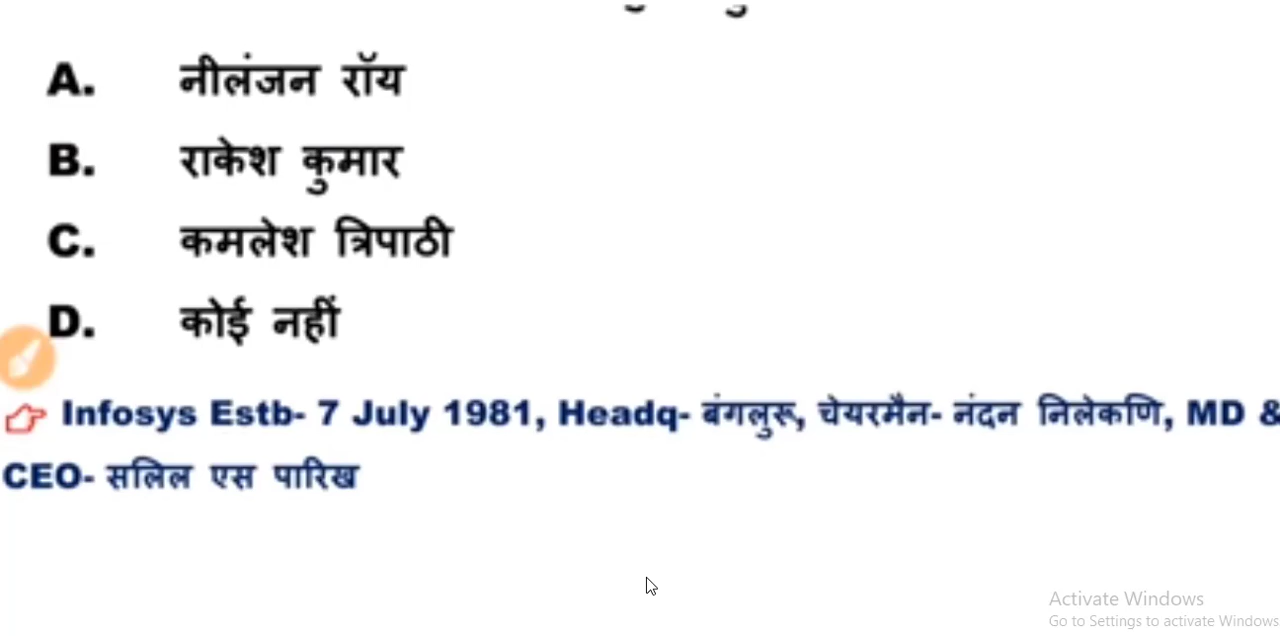 A. नीलंजन रॉय
B. राकेश कुमार
C. कमलेश त्रिपाठी
D. कोई नहीं
Infosys Estb- 7 July 1981, Headq- बंगलुरू, चेयरमैन- नंदन निलेकणि, MD &
CEO- सलिल एस पारिख
Activate Windows
Go to Settings to activate Windows